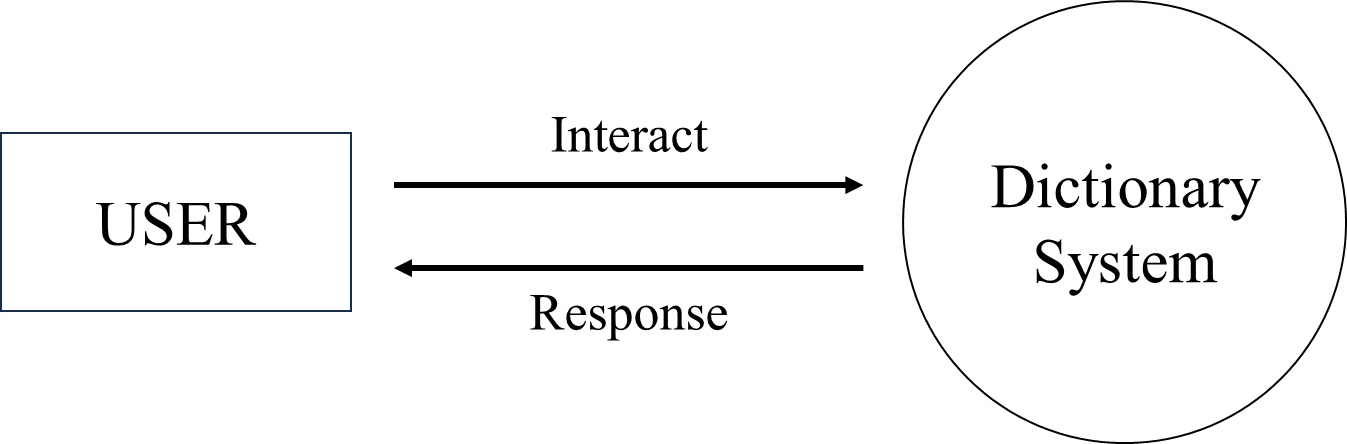 Interact
USER
Dictionary
System
Response